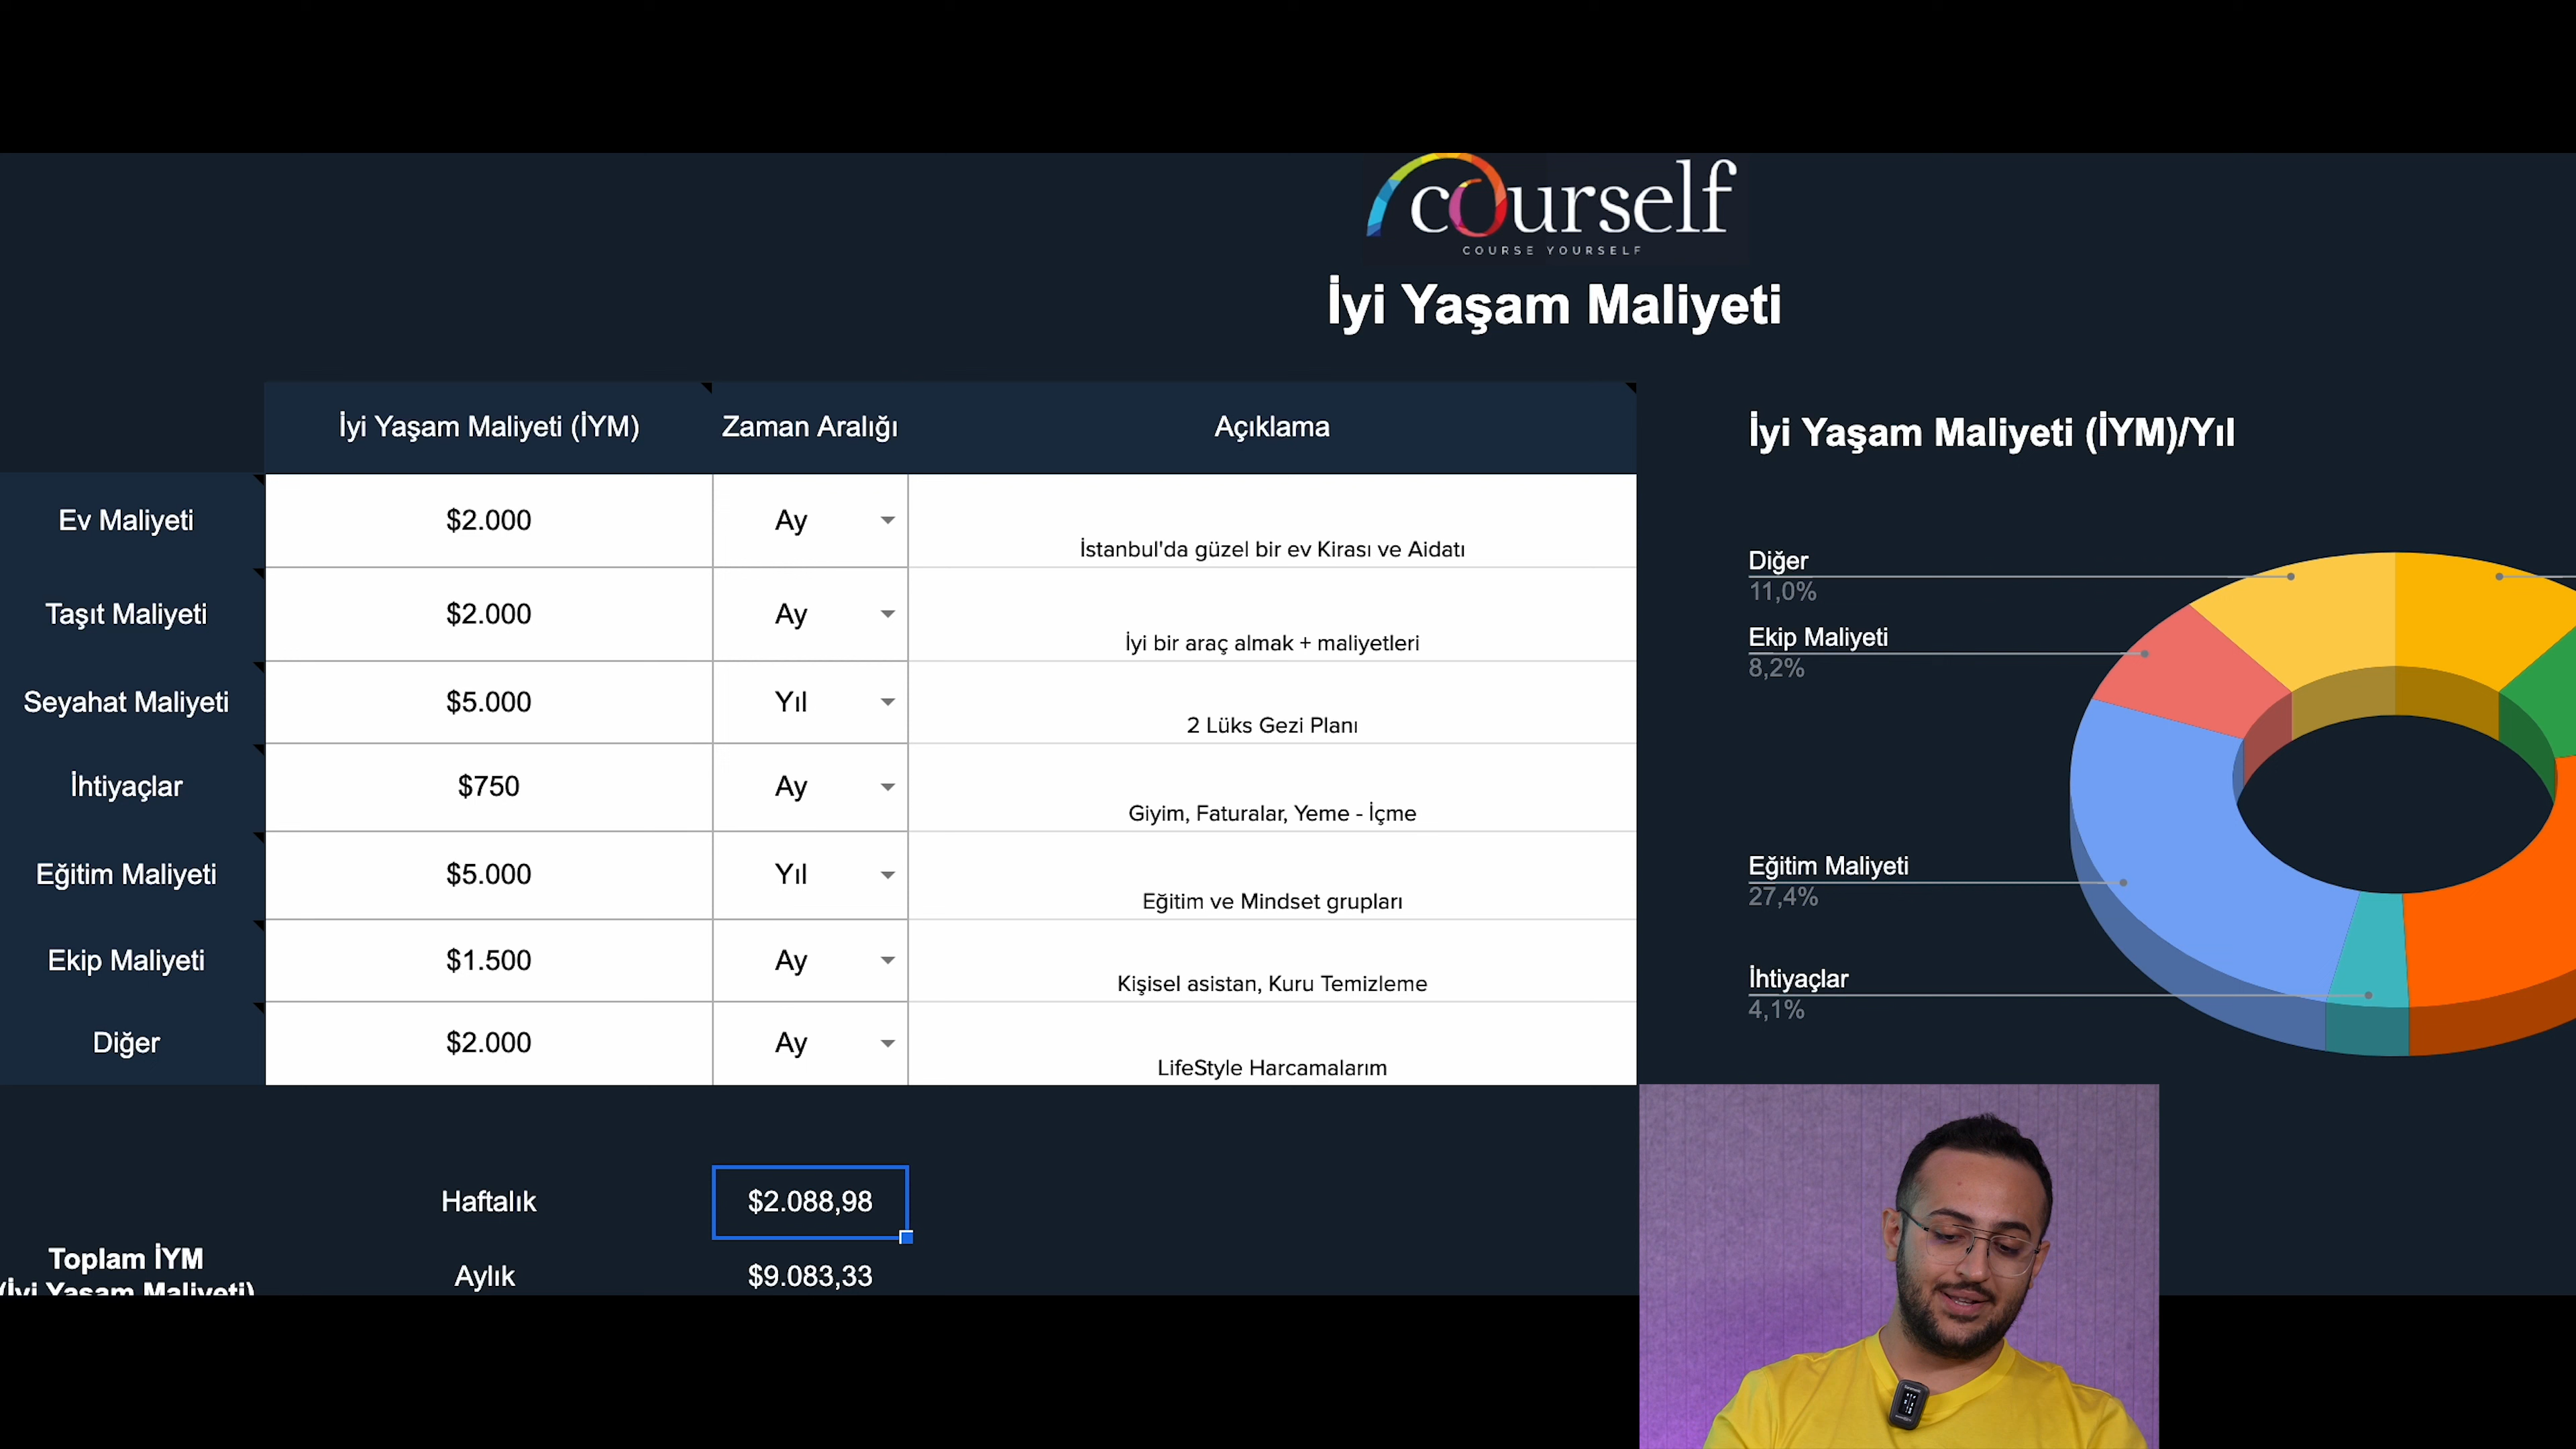 courself
COURSE YOURSELF
İyi Yaşam Maliyeti
İyi Yaşam Maliyeti (İYM) Zaman Aralığı Açıklama
Ev Maliyeti $2.000 Ay İstanbul'da güzel bir ev Kirası ve Aidatı
Taşıt Maliyeti $2.000 Ay İyi bir araç almak + maliyetleri
Seyahat Maliyeti $5.000 Yıl 2 Lüks Gezi Planı
İhtiyaçlar $750 Ay Giyim, Faturalar, Yeme - İçme
Eğitim Maliyeti $5.000 Yıl Eğitim ve Mindset grupları
Ekip Maliyeti $1.500 Ay Kişisel asistan, Kuru Temizleme
Diğer $2.000 Ay LifeStyle Harcamalarım
Haftalık $2.088,98
Toplam İYM
Aylık $9.083,33
(İyi Yaşam Maliyeti)
İyi Yaşam Maliyeti (İYM)/Yıl
Diğer
11,0%
Ekip Maliyeti
8,2%
Eğitim Maliyeti
27,4%
İhtiyaçlar
4,1%